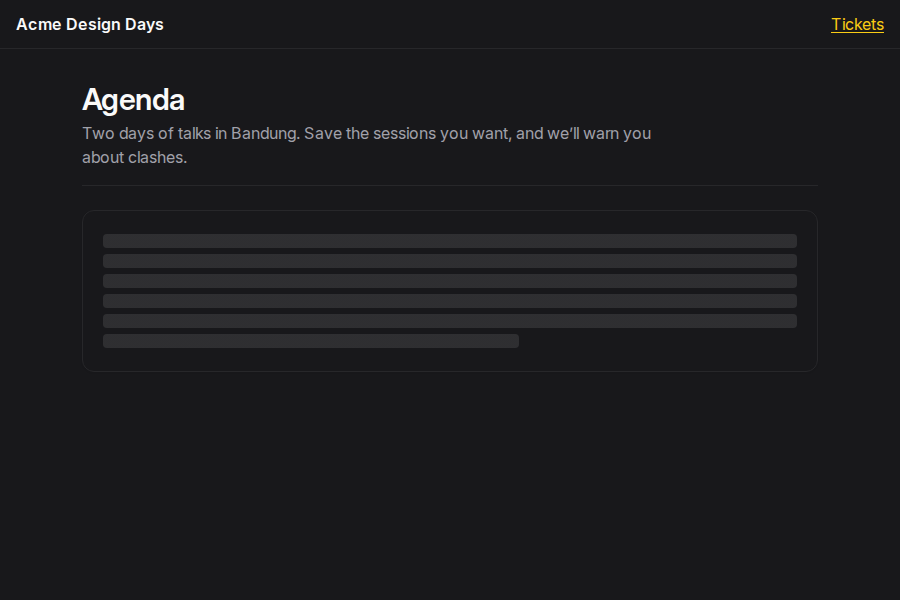 Acme Design Days
Tickets
Agenda
Two days of talks in Bandung. Save the sessions you want, and we’ll warn you
about clashes.